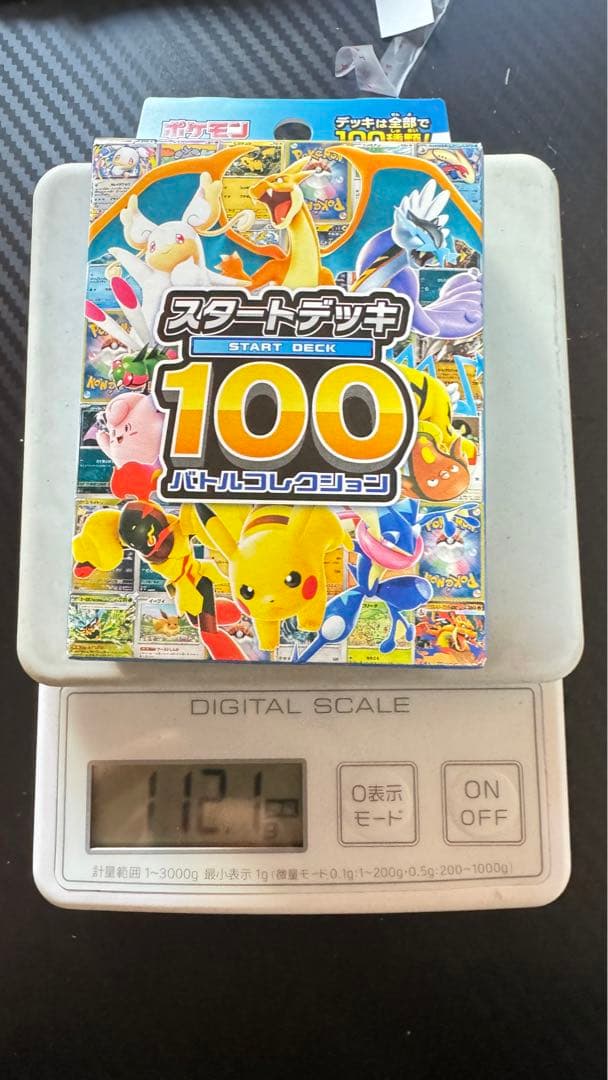 ポケモン
デッキは全部で
100種類!
スタートデッキ
START DECK
100
バトルコレクション
DIGITAL SCALE
112.1
g
0表示
モード
ON
OFF
計量範囲 1~3000g 最小表示 1g (微量モード 0.1g:1~200g・0.5g:200~1000g)